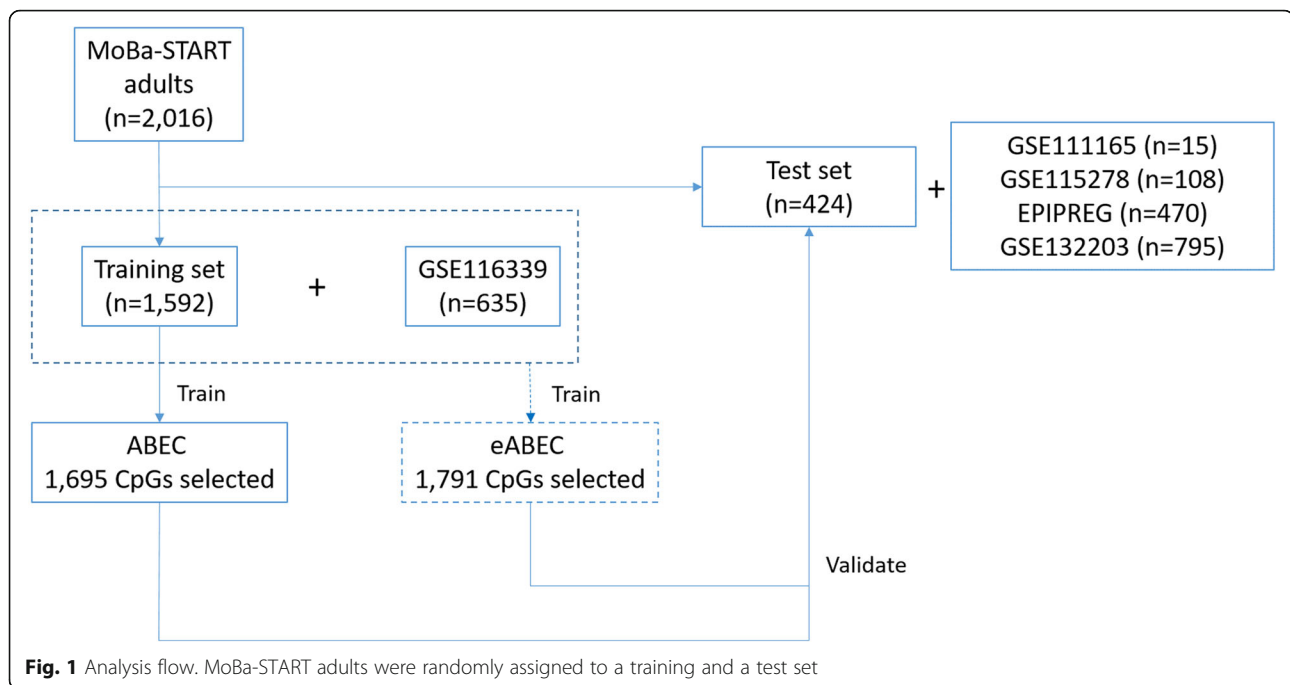 MoBa-START
adults
(n=2,016)
Test set
(n=424)
+
GSE111165 (n=15)
GSE115278 (n=108)
EPIPREG (n=470)
GSE132203 (n=795)
Training set
(n=1,592)
+
GSE116339
(n=635)
Train
Train
ABEC
1,695 CpGs selected
eABEC
1,791 CpGs selected
Validate
Fig. 1 Analysis flow. MoBa-START adults were randomly assigned to a training and a test set